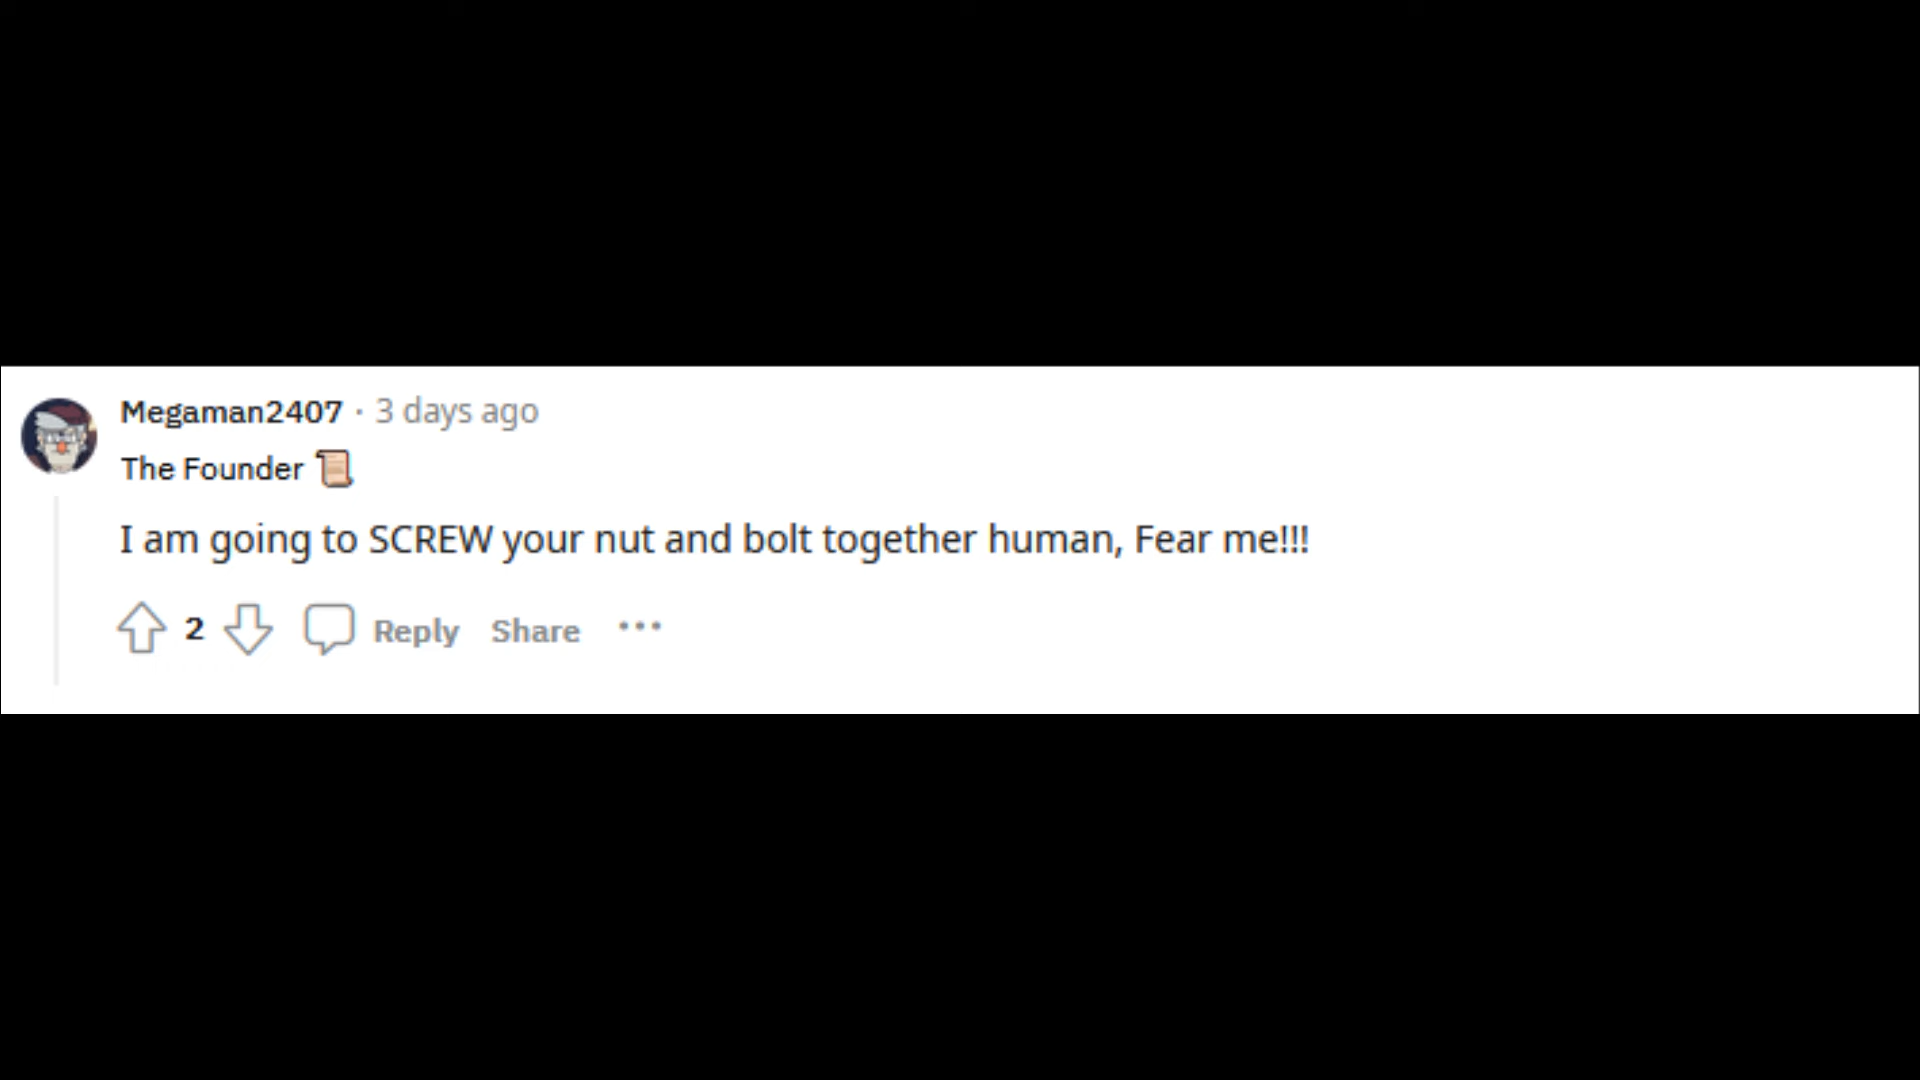 Megaman2407 · 3 days ago
The Founder 📜
I am going to SCREW your nut and bolt together human, Fear me!!!
2 Reply Share ···